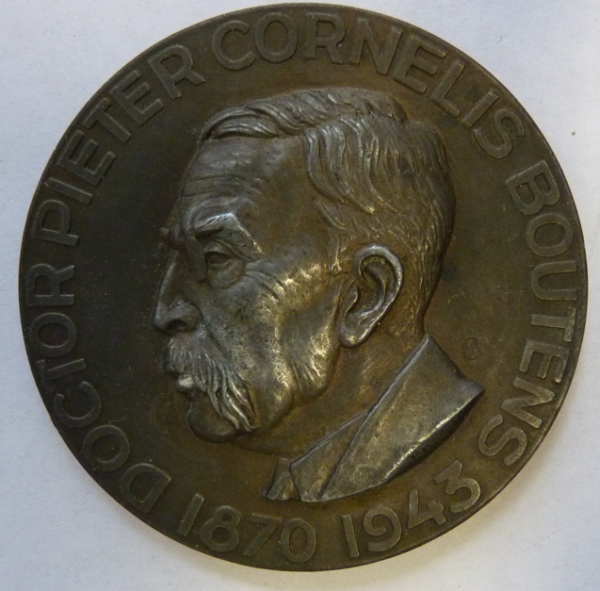 DOCTOR PIETER CORNELIS BOUTENS
1870 1943